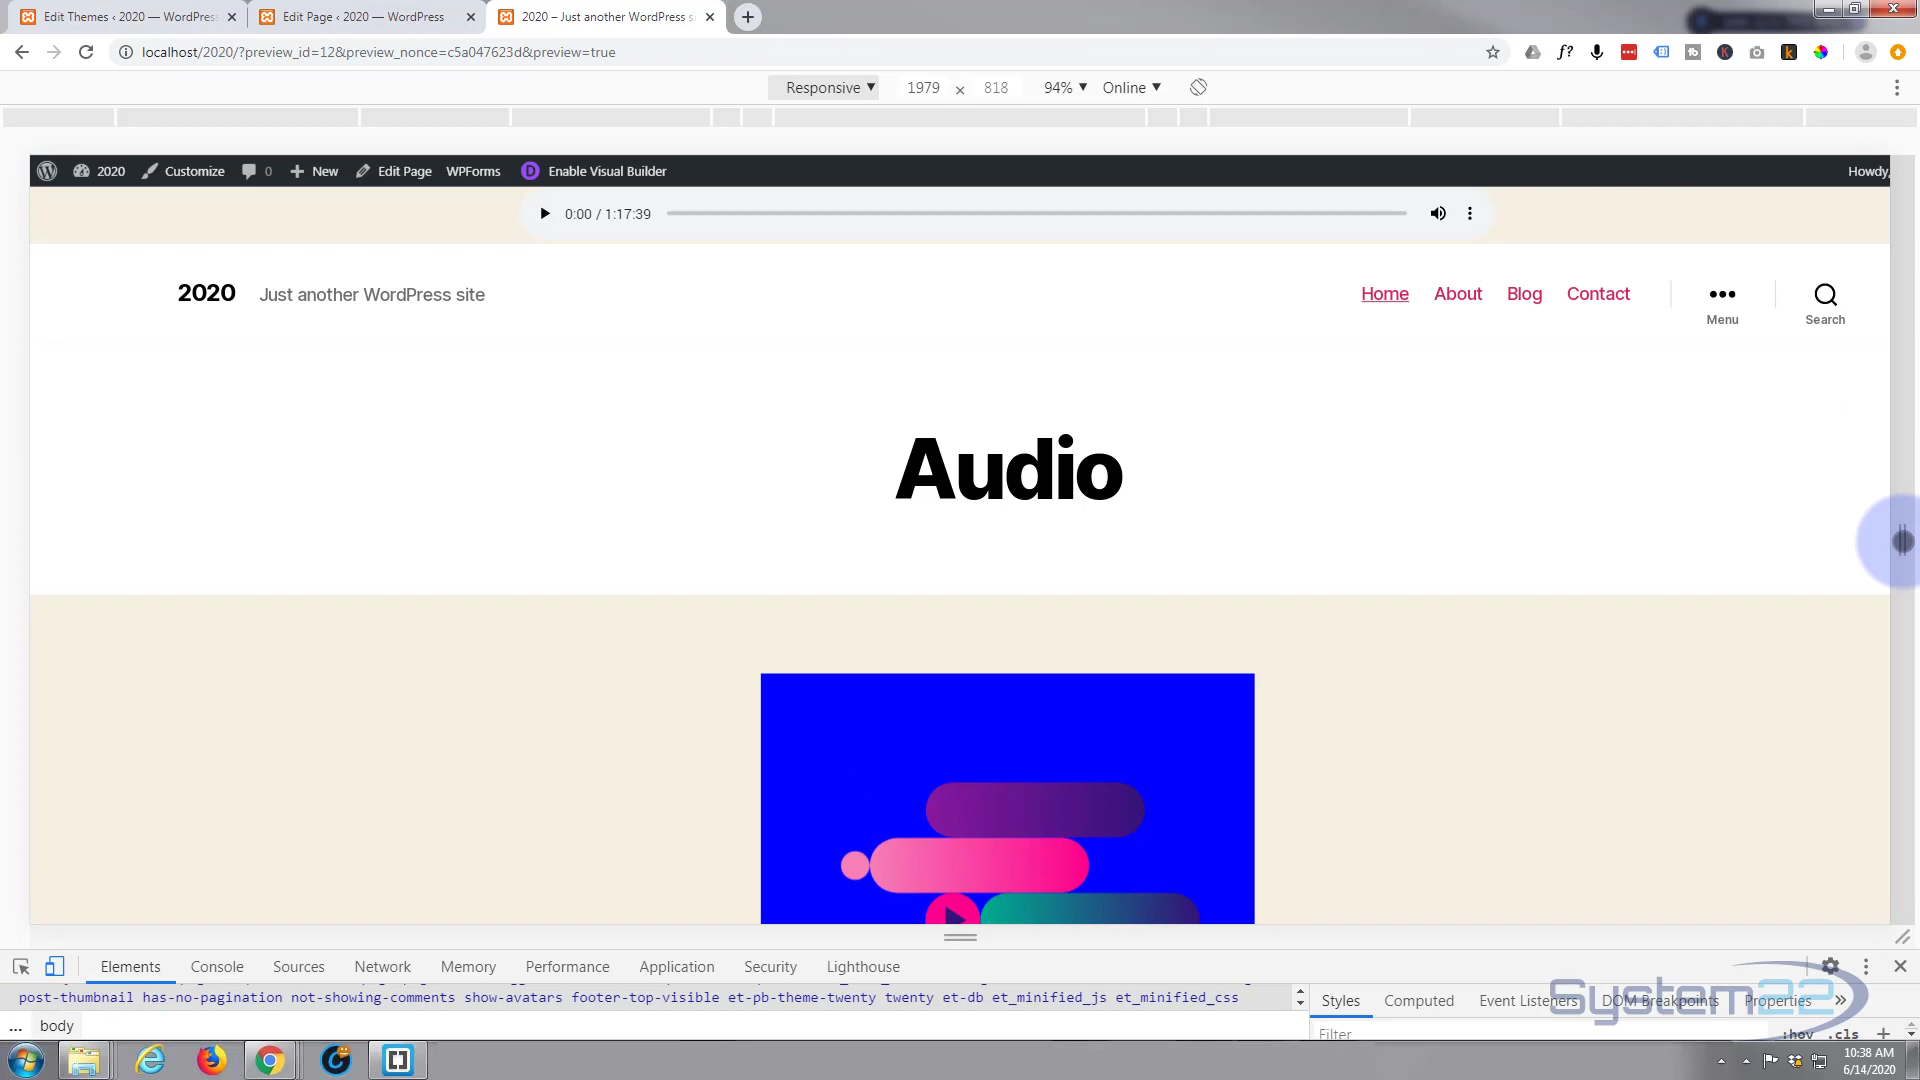 Edit Themes ‹ 2020 — WordPress
Edit Page ‹ 2020 — WordPress
2020 – Just another WordPress s
localhost/2020/?preview_id=12&preview_nonce=c5a047623d&preview=true
Responsive ▼ 1979 × 818 94% ▼ Online ▼
2020 Customize 0 New Edit Page WPForms Enable Visual Builder Howdy,
0:00 / 1:17:39
2020 Just another WordPress site Home About Blog Contact
Menu Search
Audio
Elements Console Sources Network Memory Performance Application Security Lighthouse
post-thumbnail has-no-pagination not-showing-comments show-avatars footer-top-visible et-pb-theme-twenty twenty et-db et_minified_js et_minified_css
Styles Computed Event Listeners DOM Breakpoints Properties »
System22
... body
Filter :hov .cls +
10:38 AM
6/14/2020